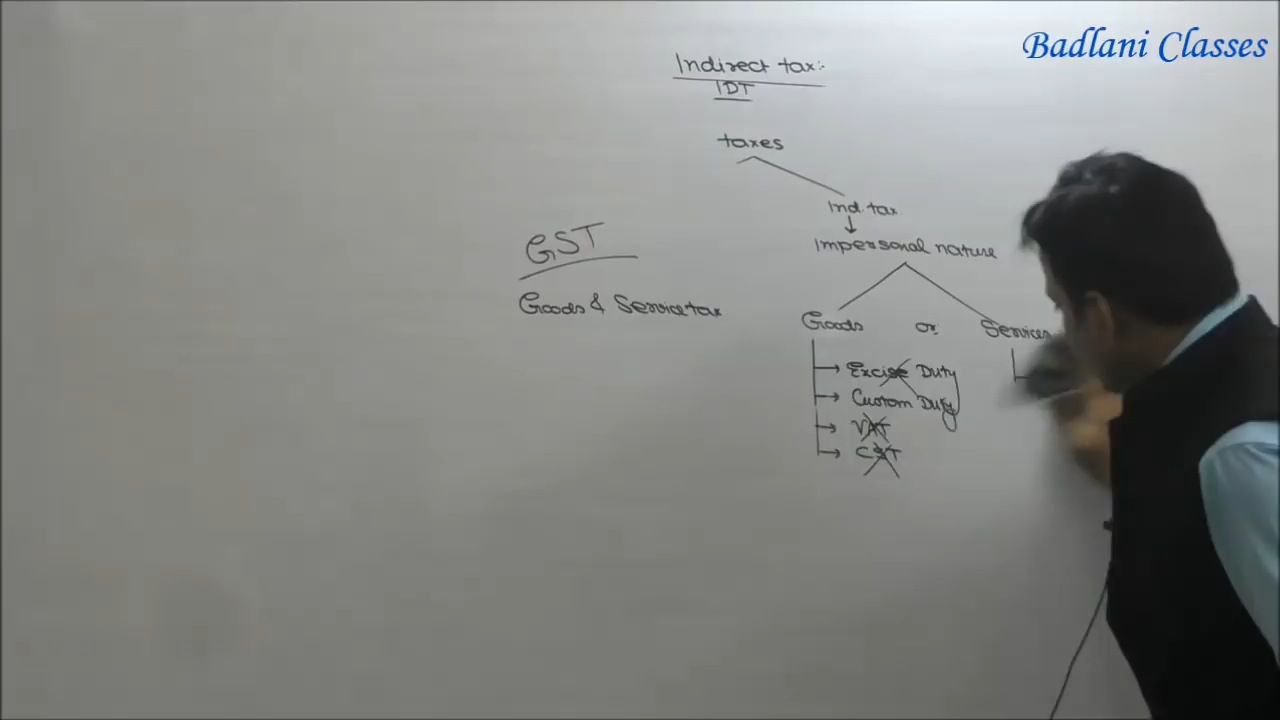 Badlani Classes
Indirect tax:-
IDT
taxes
Ind. tax
Impersonal nature
GST
Goods & Service tax
Goods or Services
Excise Duty
Custom Duty
VAT
CST